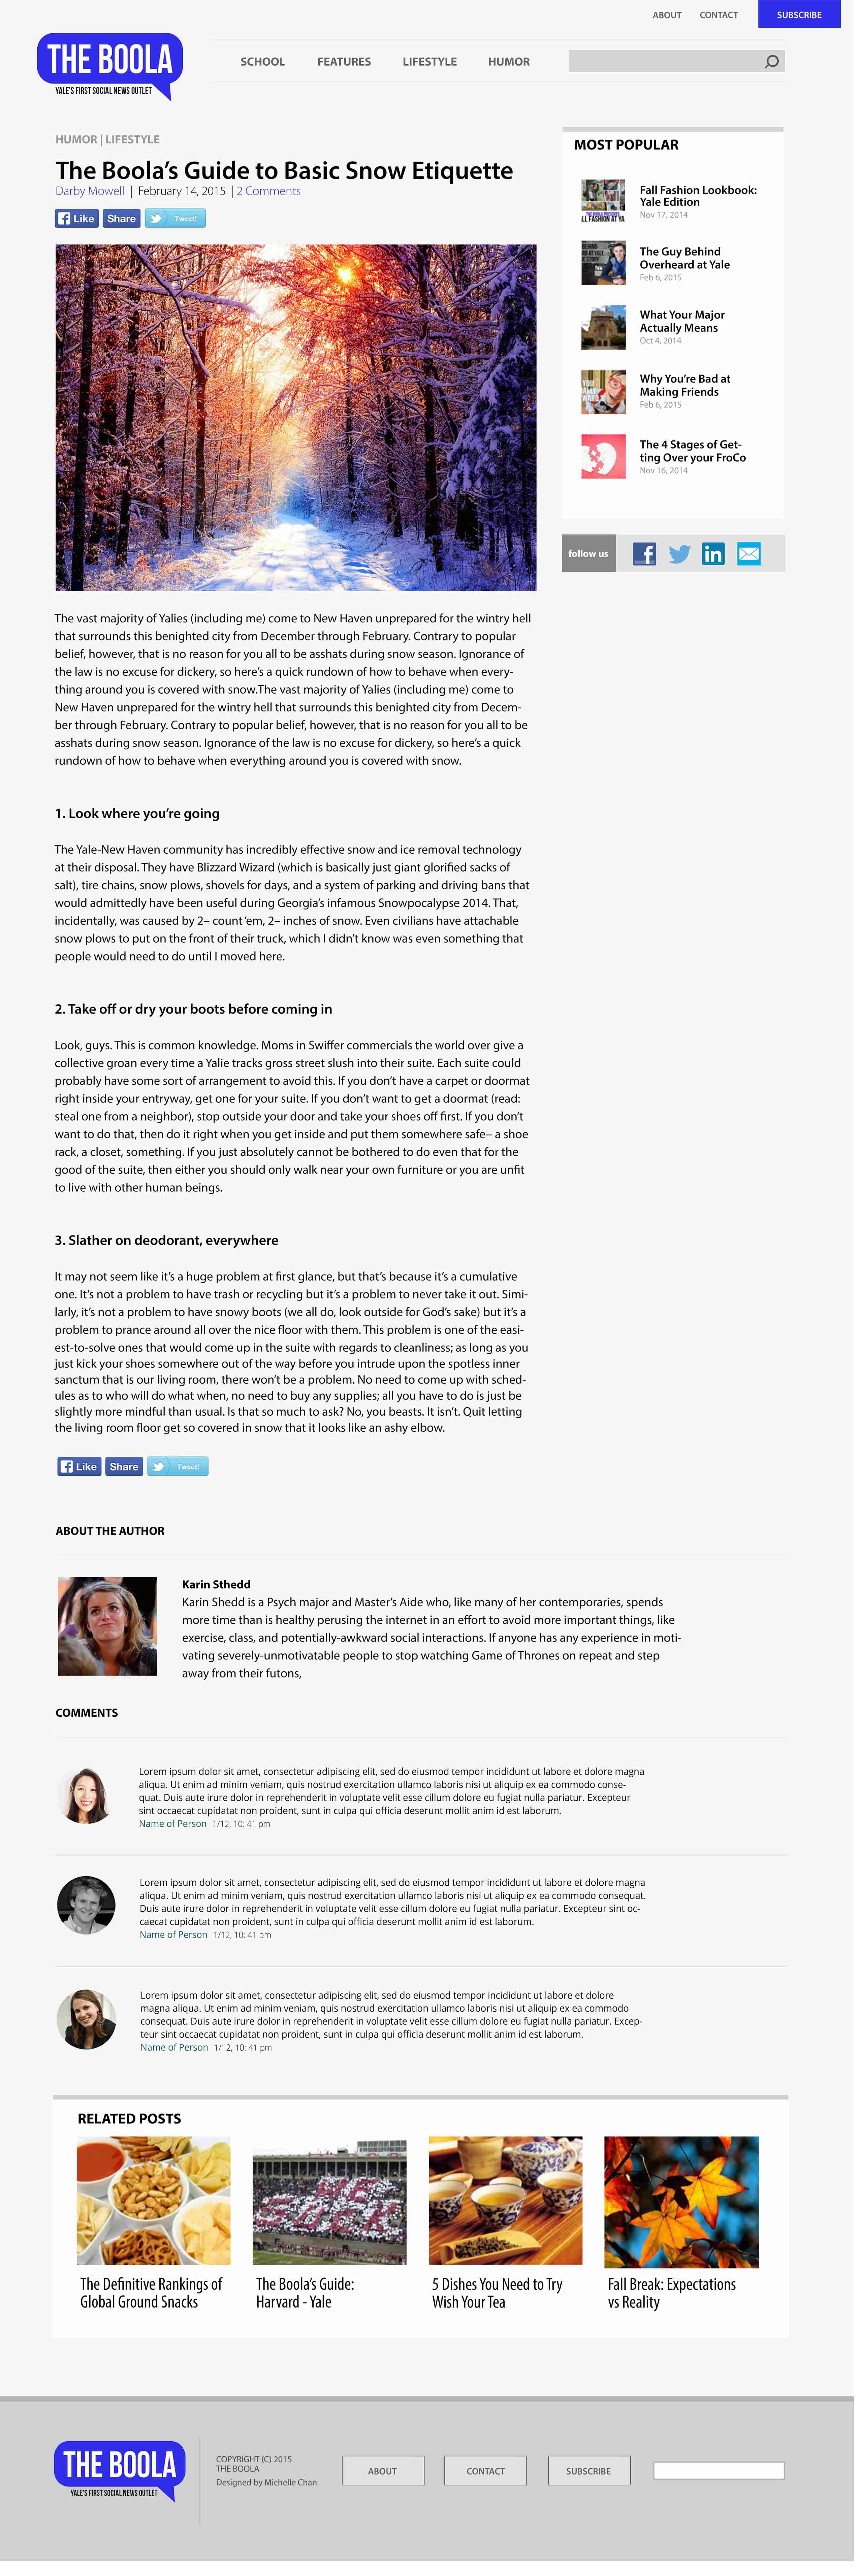 ABOUT CONTACT SUBSCRIBE
THE BOOLA
YALE'S FIRST SOCIAL NEWS OUTLET
SCHOOL FEATURES LIFESTYLE HUMOR
HUMOR | LIFESTYLE
The Boola's Guide to Basic Snow Etiquette
Darby Mowell | February 14, 2015 | 2 Comments
Like Share Tweet!
The vast majority of Yalies (including me) come to New Haven unprepared for the wintry hell
that surrounds this benighted city from December through February. Contrary to popular
belief, however, that is no reason for you all to be asshats during snow season. Ignorance of
the law is no excuse for dickery, so here's a quick rundown of how to behave when every-
thing around you is covered with snow.The vast majority of Yalies (including me) come to
New Haven unprepared for the wintry hell that surrounds this benighted city from Decem-
ber through February. Contrary to popular belief, however, that is no reason for you all to be
asshats during snow season. Ignorance of the law is no excuse for dickery, so here's a quick
rundown of how to behave when everything around you is covered with snow.
1. Look where you're going
The Yale-New Haven community has incredibly effective snow and ice removal technology
at their disposal. They have Blizzard Wizard (which is basically just giant glorified sacks of
salt), tire chains, snow plows, shovels for days, and a system of parking and driving bans that
would admittedly have been useful during Georgia's infamous Snowpocalypse 2014. That,
incidentally, was caused by 2– count 'em, 2– inches of snow. Even civilians have attachable
snow plows to put on the front of their truck, which I didn't know was even something that
people would need to do until I moved here.
2. Take off or dry your boots before coming in
Look, guys. This is common knowledge. Moms in Swiffer commercials the world over give a
collective groan every time a Yalie tracks gross street slush into their suite. Each suite could
probably have some sort of arrangement to avoid this. If you don't have a carpet or doormat
right inside your entryway, get one for your suite. If you don't want to get a doormat (read:
steal one from a neighbor), stop outside your door and take your shoes off first. If you don't
want to do that, then do it right when you get inside and put them somewhere safe– a shoe
rack, a closet, something. If you just absolutely cannot be bothered to do even that for the
good of the suite, then either you should only walk near your own furniture or you are unfit
to live with other human beings.
3. Slather on deodorant, everywhere
It may not seem like it's a huge problem at first glance, but that's because it's a cumulative
one. It's not a problem to have trash or recycling but it's a problem to never take it out. Simi-
larly, it's not a problem to have snowy boots (we all do, look outside for God's sake) but it's a
problem to prance around all over the nice floor with them. This problem is one of the easi-
est-to-solve ones that would come up in the suite with regards to cleanliness; as long as you
just kick your shoes somewhere out of the way before you intrude upon the spotless inner
sanctum that is our living room, there won't be a problem. No need to come up with sched-
ules as to who will do what when, no need to buy any supplies; all you have to do is just be
slightly more mindful than usual. Is that so much to ask? No, you beasts. It isn't. Quit letting
the living room floor get so covered in snow that it looks like an ashy elbow.
Like Share Tweet!
MOST POPULAR
Fall Fashion Lookbook:
Yale Edition
Nov 17, 2014
The Guy Behind
Overheard at Yale
Feb 6, 2015
What Your Major
Actually Means
Oct 4, 2014
Why You're Bad at
Making Friends
Feb 6, 2015
The 4 Stages of Get-
ting Over your FroCo
Nov 16, 2014
follow us
ABOUT THE AUTHOR
Karin Sthedd
Karin Shedd is a Psych major and Master's Aide who, like many of her contemporaries, spends
more time than is healthy perusing the internet in an effort to avoid more important things, like
exercise, class, and potentially-awkward social interactions. If anyone has any experience in moti-
vating severely-unmotivatable people to stop watching Game of Thrones on repeat and step
away from their futons,
COMMENTS
Lorem ipsum dolor sit amet, consectetur adipiscing elit, sed do eiusmod tempor incididunt ut labore et dolore magna
aliqua. Ut enim ad minim veniam, quis nostrud exercitation ullamco laboris nisi ut aliquip ex ea commodo conse-
quat. Duis aute irure dolor in reprehenderit in voluptate velit esse cillum dolore eu fugiat nulla pariatur. Excepteur
sint occaecat cupidatat non proident, sunt in culpa qui officia deserunt mollit anim id est laborum.
Name of Person 1/12, 10: 41 pm
Lorem ipsum dolor sit amet, consectetur adipiscing elit, sed do eiusmod tempor incididunt ut labore et dolore magna
aliqua. Ut enim ad minim veniam, quis nostrud exercitation ullamco laboris nisi ut aliquip ex ea commodo consequat.
Duis aute irure dolor in reprehenderit in voluptate velit esse cillum dolore eu fugiat nulla pariatur. Excepteur sint oc-
caecat cupidatat non proident, sunt in culpa qui officia deserunt mollit anim id est laborum.
Name of Person 1/12, 10: 41 pm
Lorem ipsum dolor sit amet, consectetur adipiscing elit, sed do eiusmod tempor incididunt ut labore et dolore
magna aliqua. Ut enim ad minim veniam, quis nostrud exercitation ullamco laboris nisi ut aliquip ex ea commodo
consequat. Duis aute irure dolor in reprehenderit in voluptate velit esse cillum dolore eu fugiat nulla pariatur. Excep-
teur sint occaecat cupidatat non proident, sunt in culpa qui officia deserunt mollit anim id est laborum.
Name of Person 1/12, 10: 41 pm
RELATED POSTS
The Definitive Rankings of
Global Ground Snacks
The Boola's Guide:
Harvard - Yale
5 Dishes You Need to Try
Wish Your Tea
Fall Break: Expectations
vs Reality
THE BOOLA
YALE'S FIRST SOCIAL NEWS OUTLET
COPYRIGHT (C) 2015
THE BOOLA
Designed by Michelle Chan
ABOUT CONTACT SUBSCRIBE